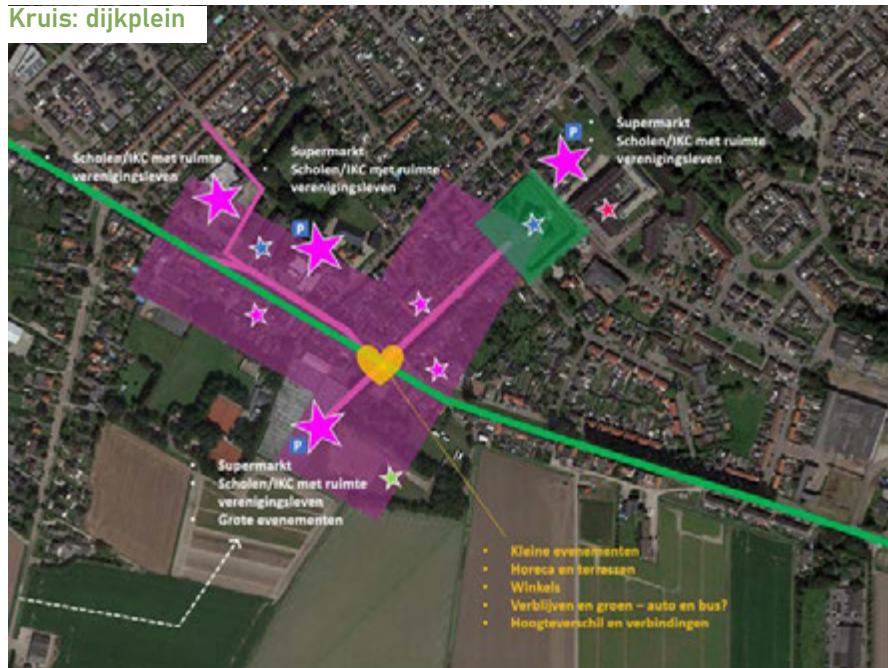 Kruis: dijkplein
P
• Supermarkt
• Scholen/IKC met ruimte
verenigingsleven
• Supermarkt
• Scholen/IKC met ruimte
verenigingsleven
• Scholen/IKC met ruimte
verenigingsleven
P
P
• Supermarkt
• Scholen/IKC met ruimte
verenigingsleven
• Grote evenementen
• Kleine evenementen
• Horeca en terrassen
• Winkels
• Verblijven en groen – auto en bus?
• Hoogteverschil en verbindingen